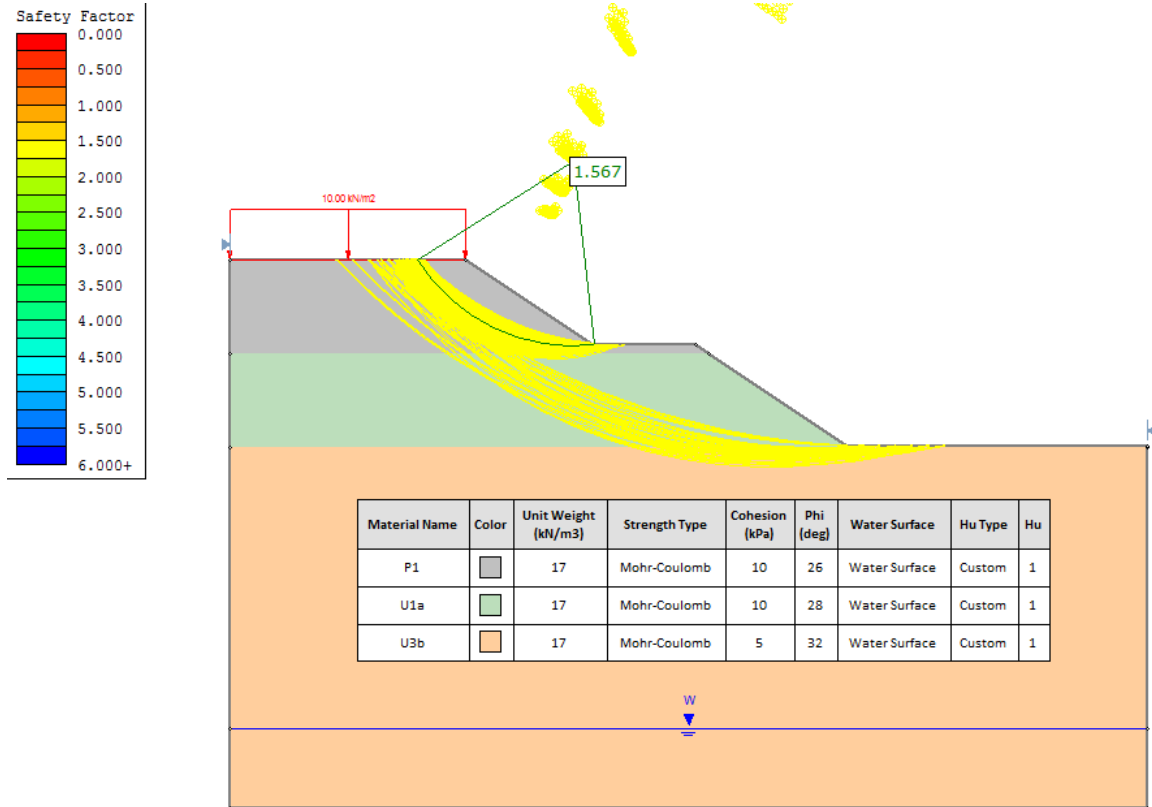 Safety Factor
0.000
0.500
1.000
1.500
2.000
2.500
3.000
3.500
4.000
4.500
5.000
5.500
6.000+
1.567
10.00 kN/m2
Material Name Color Unit Weight (kN/m3) Strength Type Cohesion (kPa) Phi (deg) Water Surface Hu Type Hu
P1 17 Mohr-Coulomb 10 26 Water Surface Custom 1
U1a 17 Mohr-Coulomb 10 28 Water Surface Custom 1
U3b 17 Mohr-Coulomb 5 32 Water Surface Custom 1
W